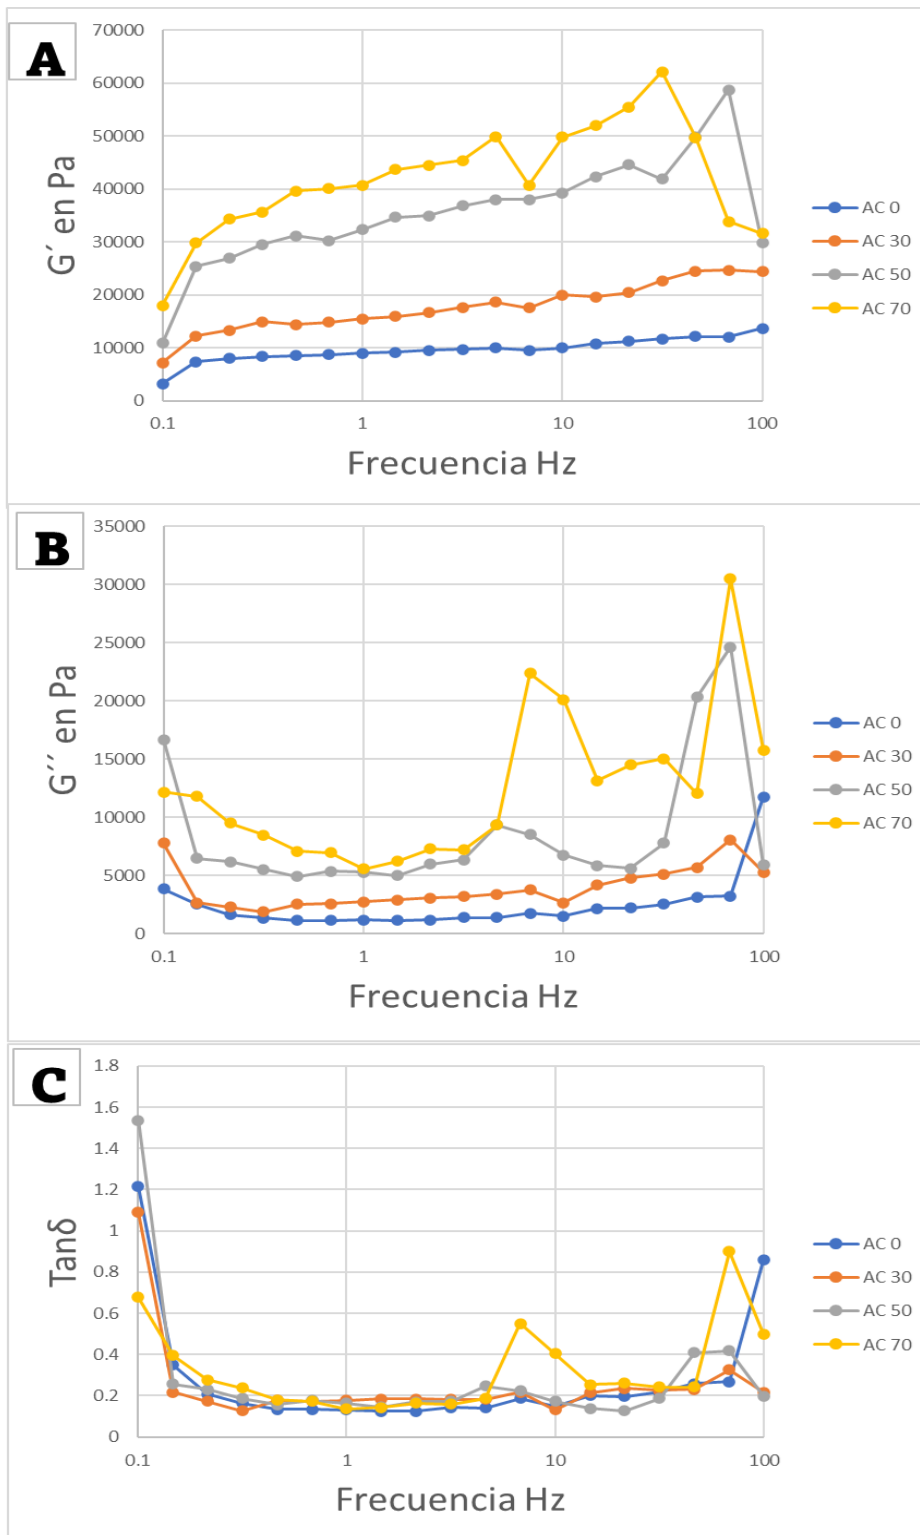 A
70000
60000
50000
40000
30000
20000
10000
0
G´ en Pa
0.1 1 10 100
Frecuencia Hz
AC 0
AC 30
AC 50
AC 70
B
35000
30000
25000
20000
15000
10000
5000
0
G´´ en Pa
0.1 1 10 100
Frecuencia Hz
AC 0
AC 30
AC 50
AC 70
C
1.8
1.6
1.4
1.2
1
0.8
0.6
0.4
0.2
0
Tanδ
0.1 1 10 100
Frecuencia Hz
AC 0
AC 30
AC 50
AC 70